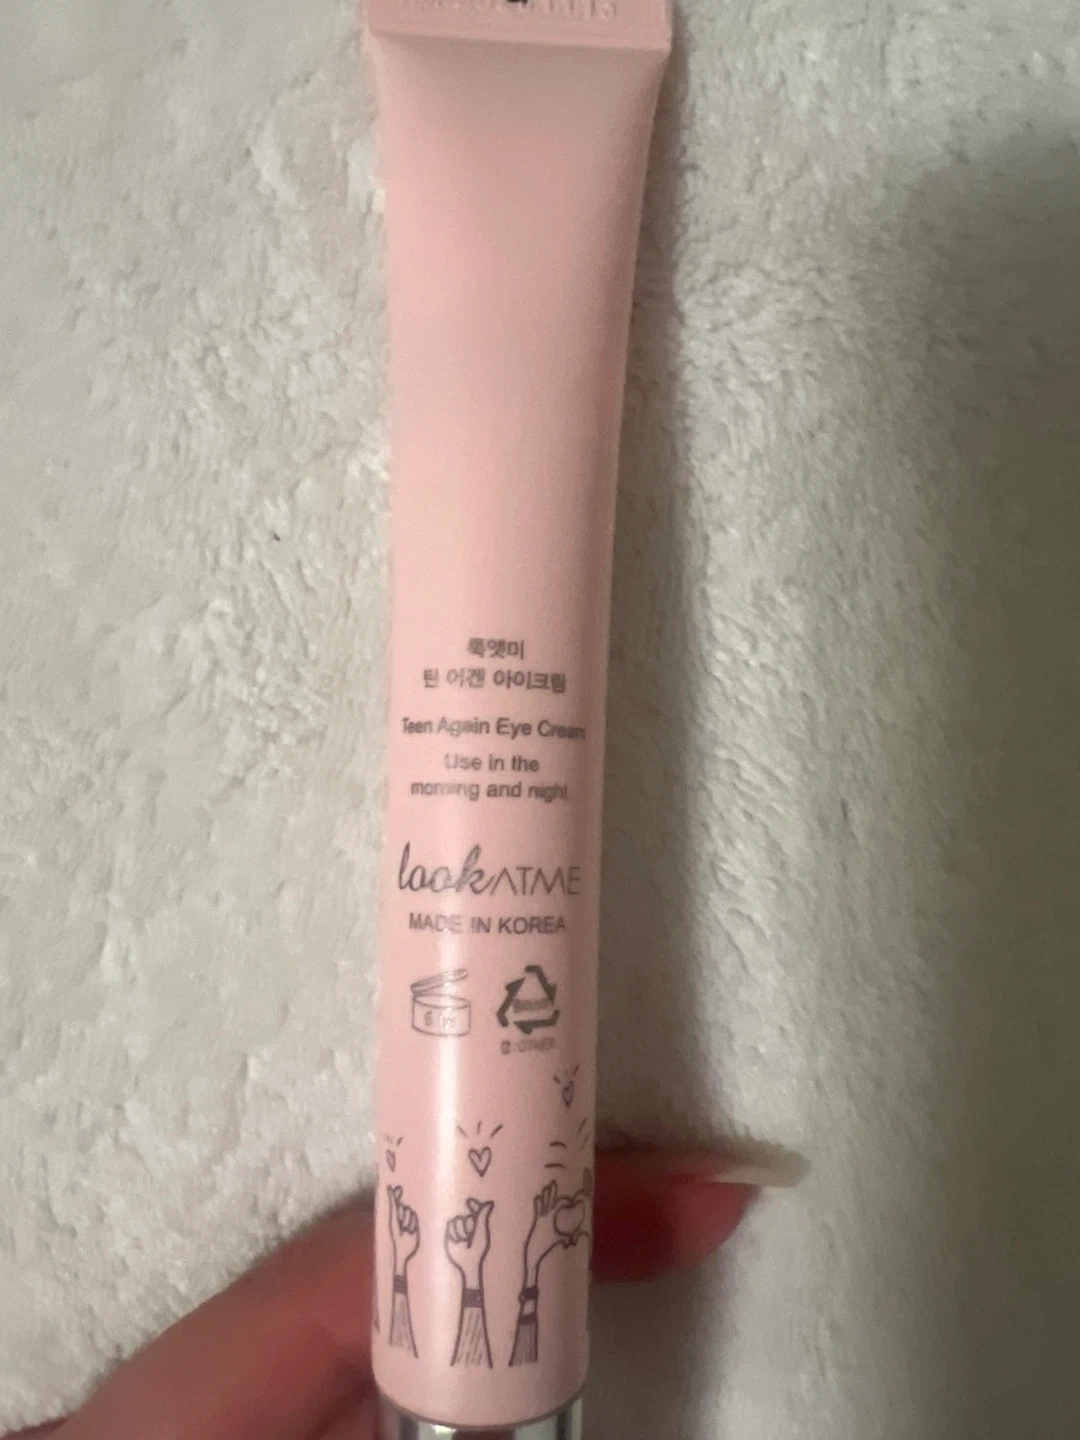 룩앳미
틴 어겐 아이크림
Teen Again Eye Cream
Use in the
morning and night
lookATME
MADE IN KOREA
OTHER